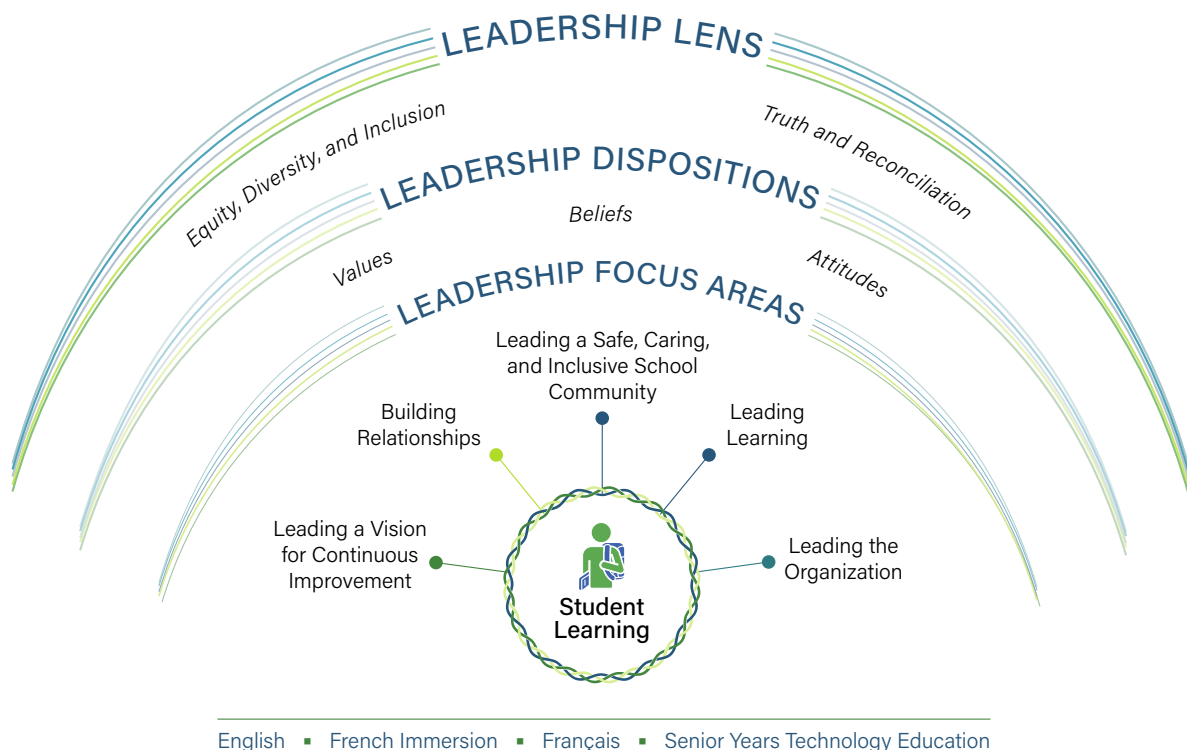 LEADERSHIP LENS
Equity, Diversity, and Inclusion
Truth and Reconciliation
LEADERSHIP DISPOSITIONS
Values
Beliefs
Attitudes
LEADERSHIP FOCUS AREAS
Leading a Vision
for Continuous
Improvement
Building
Relationships
Leading a Safe, Caring,
and Inclusive School
Community
Leading
Learning
Leading the
Organization
Student
Learning
English ▪ French Immersion ▪ Français ▪ Senior Years Technology Education